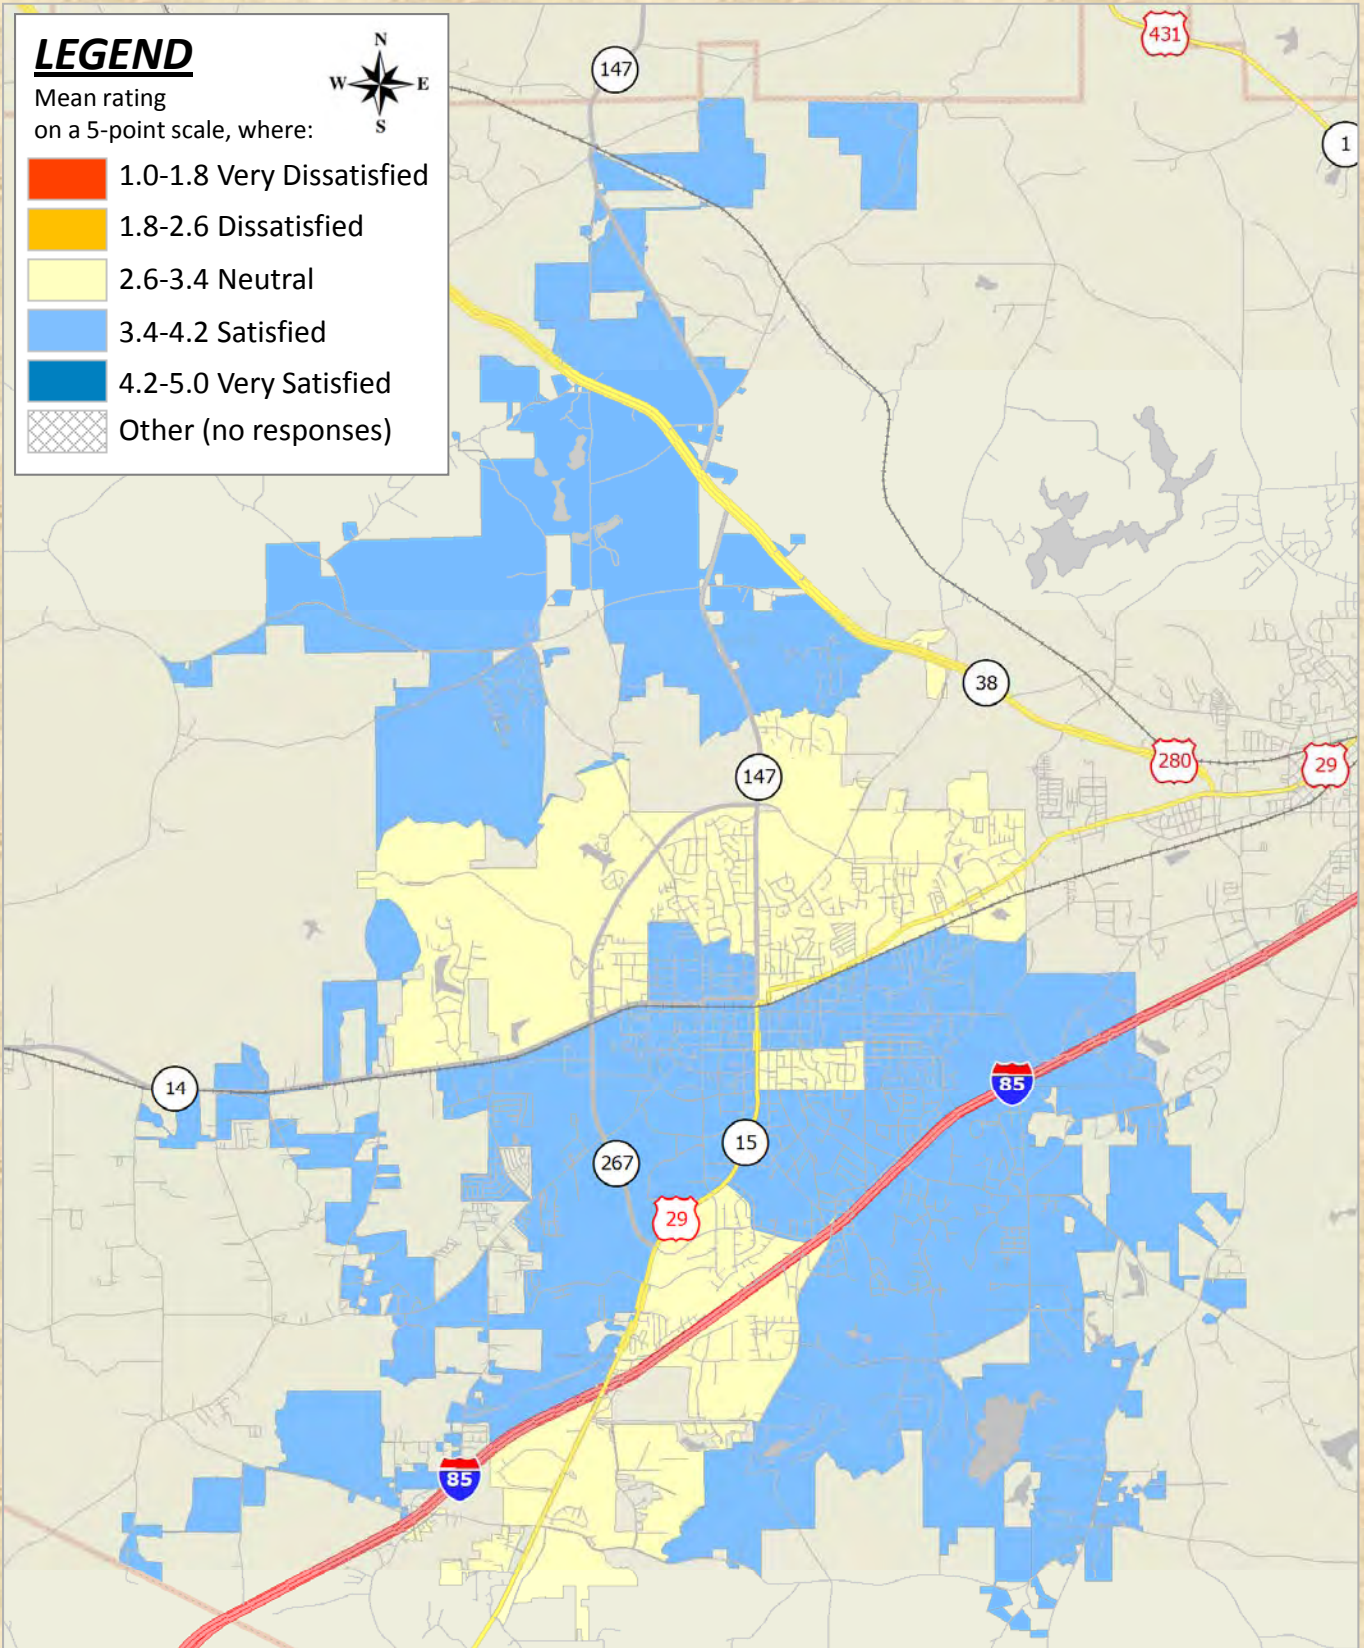 LEGEND
Mean rating
on a 5-point scale, where:
1.0-1.8 Very Dissatisfied
1.8-2.6 Dissatisfied
2.6-3.4 Neutral
3.4-4.2 Satisfied
4.2-5.0 Very Satisfied
Other (no responses)
N
W
E
S
147
431
1
38
280
29
147
14
85
15
267
29
85